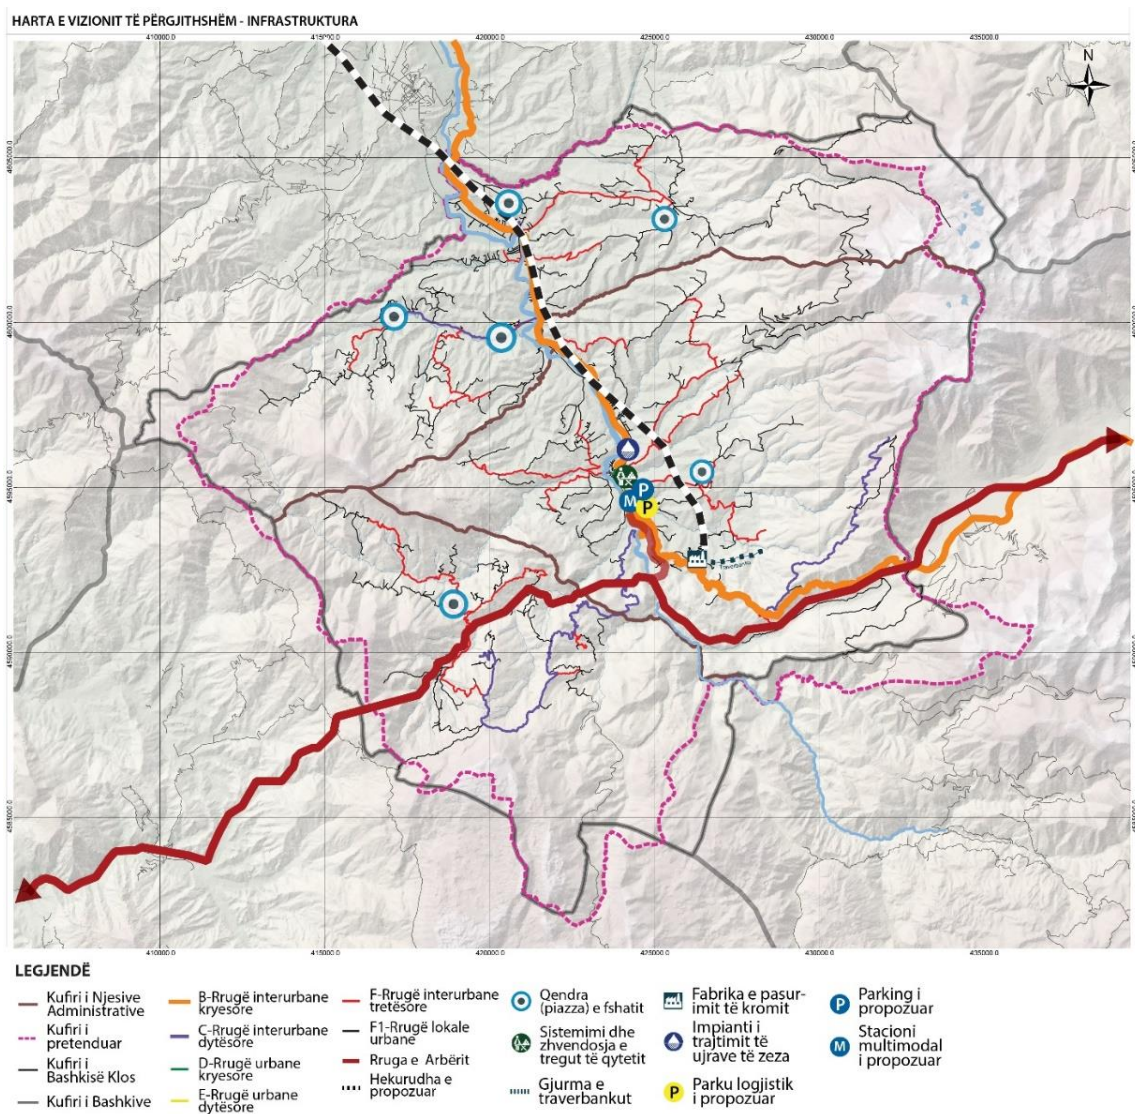 HARTA E VIZIONIT TË PËRGJITHSHËM - INFRASTRUKTURA
410000.0
415000.0
420000.0
425000.0
430000.0
435000.0
N
P
M
P
410000.0
415000.0
420000.0
425000.0
430000.0
435000.0
LEGJENDË
Kufiri i Njesive
Administrative
Kufiri i
pretenduar
Kufiri i
Bashkisë Klos
Kufiri i Bashkive
B-Rrugë interurbane
kryesore
C-Rrugë interurbane
dytësore
D-Rrugë urbane
kryesore
E-Rrugë urbane
dytësore
F-Rrugë interurbane
tretësore
F1-Rrugë lokale
urbane
Rruga e Arbërit
Hekurudha e
propozuar
Qendra
(piazza) e fshatit
Sistemimi dhe
zhvendosja e
tregut të qytetit
Gjurma e
traverbankut
Fabrika e pasur-
imit të kromit
Impianti i
trajtimit të
ujrave të zeza
P
Parku logjistik
i propozuar
P
Parking i
propozuar
M
Stacioni
multimodal
i propozuar